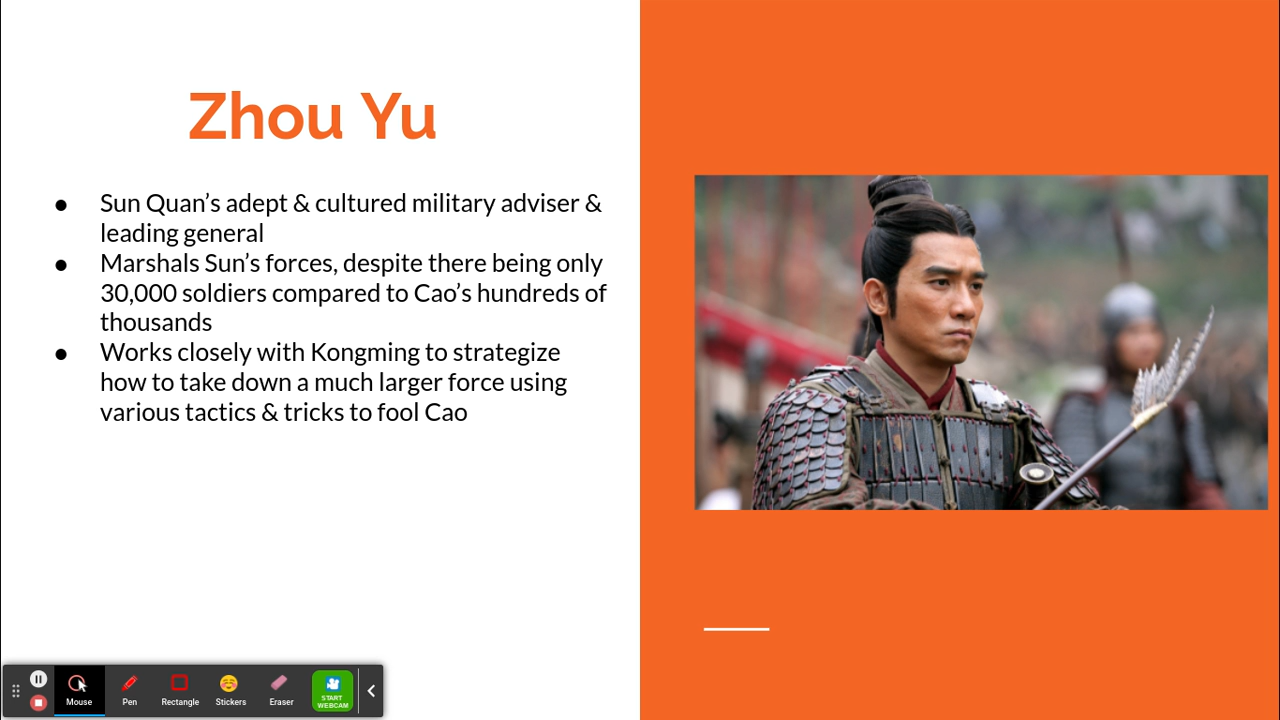 Zhou Yu
● Sun Quan’s adept & cultured military adviser &
leading general
● Marshals Sun’s forces, despite there being only
30,000 soldiers compared to Cao’s hundreds of
thousands
● Works closely with Kongming to strategize
how to take down a much larger force using
various tactics & tricks to fool Cao
Mouse
Pen
Rectangle
Stickers
Eraser
START
WEBCAM